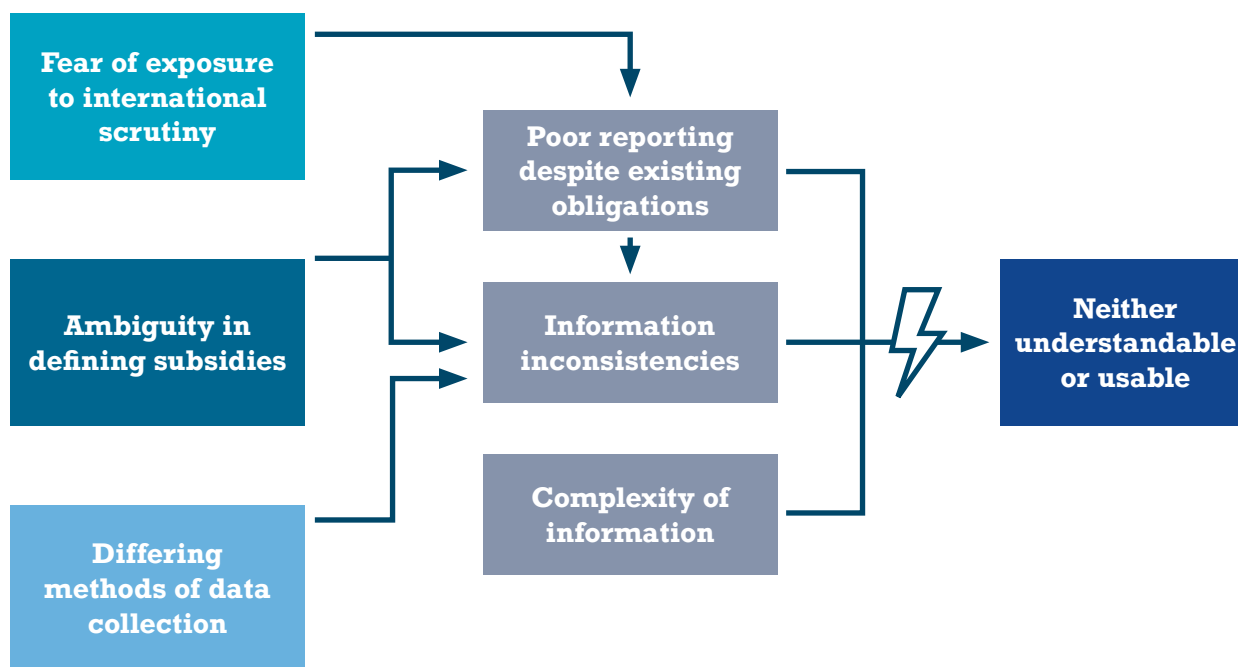 Fear of exposure
to international
scrutiny
Poor reporting
despite existing
obligations
Ambiguity in
defining subsidies
Information
inconsistencies
Neither
understandable
or usable
Complexity of
information
Differing
methods of data
collection